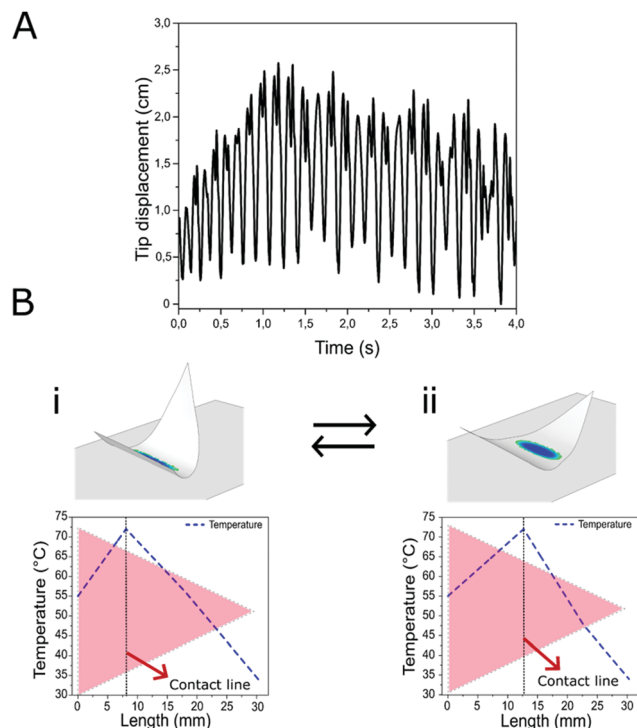 A
Tip displacement (cm)
3,0
2,5
2,0
1,5
1,0
0,5
0
0,0 0,5 1,0 1,5 2,0 2,5 3,0 3,5 4,0
Time (s)
B
i
ii
Temperature (°C)
75
70
65
60
55
50
45
40
35
30
Temperature
Contact line
0 5 10 15 20 25 30
Length (mm)
Temperature (°C)
75
70
65
60
55
50
45
40
35
30
Temperature
Contact line
0 5 10 15 20 25 30
Length (mm)